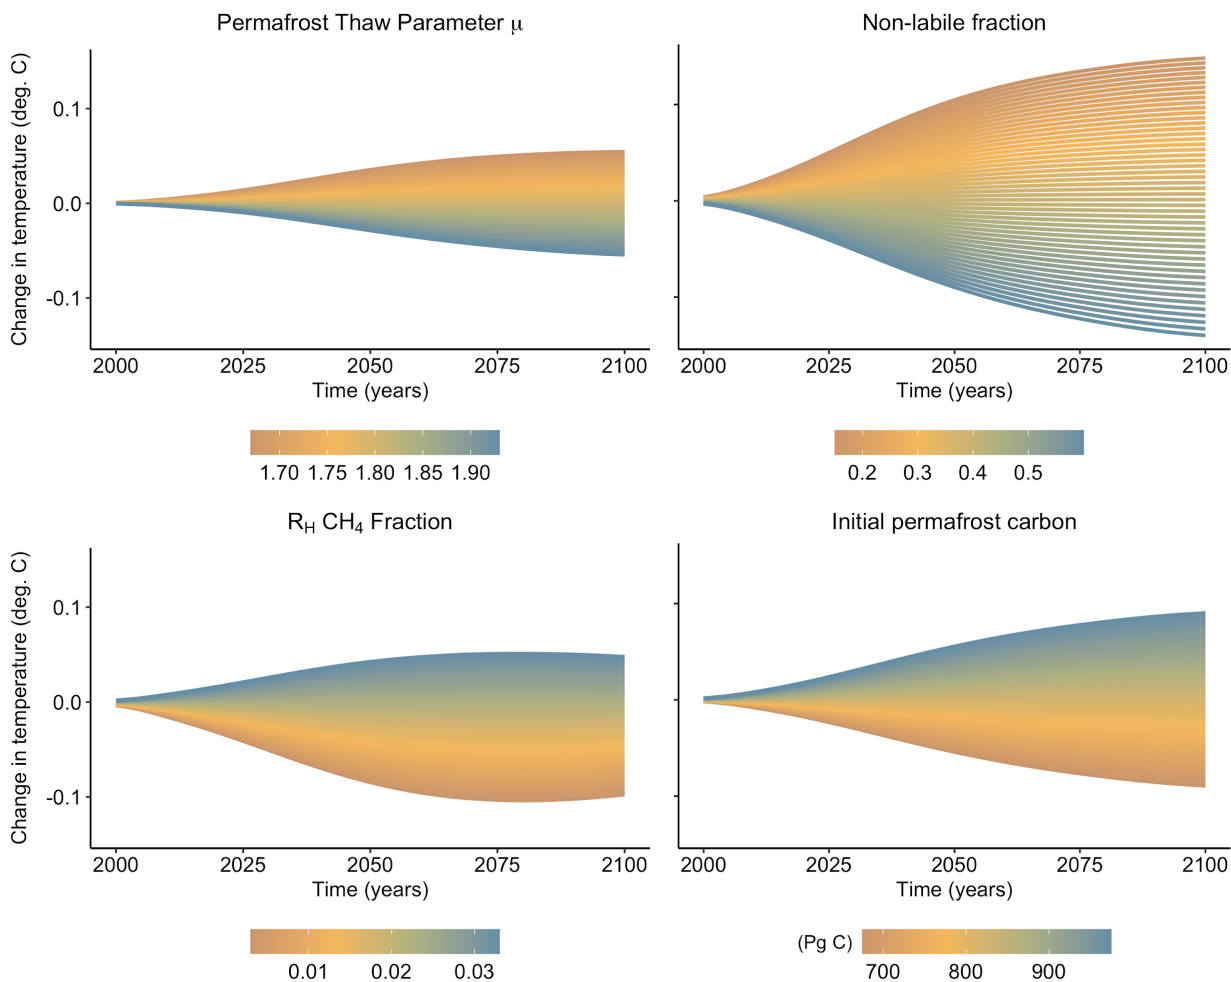 Permafrost Thaw Parameter μ
Change in temperature (deg. C)
0.1
0.0
-0.1
2000 2025 2050 2075 2100
Time (years)
1.70 1.75 1.80 1.85 1.90
Non-labile fraction
2000 2025 2050 2075 2100
Time (years)
0.2 0.3 0.4 0.5
R_H CH_4 Fraction
Change in temperature (deg. C)
0.1
0.0
-0.1
2000 2025 2050 2075 2100
Time (years)
0.01 0.02 0.03
Initial permafrost carbon
2000 2025 2050 2075 2100
Time (years)
(Pg C)
700 800 900